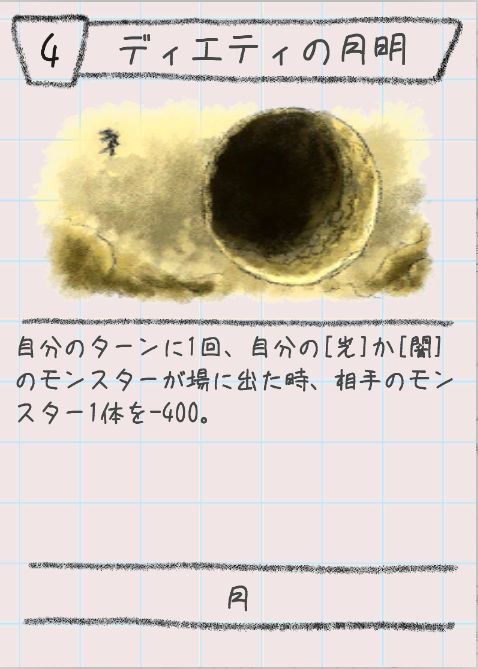 4 ディエティの月明
自分のターンに1回、自分の[光]か[闇]
のモンスターが場に出た時、相手のモン
スター1体を-400。
月